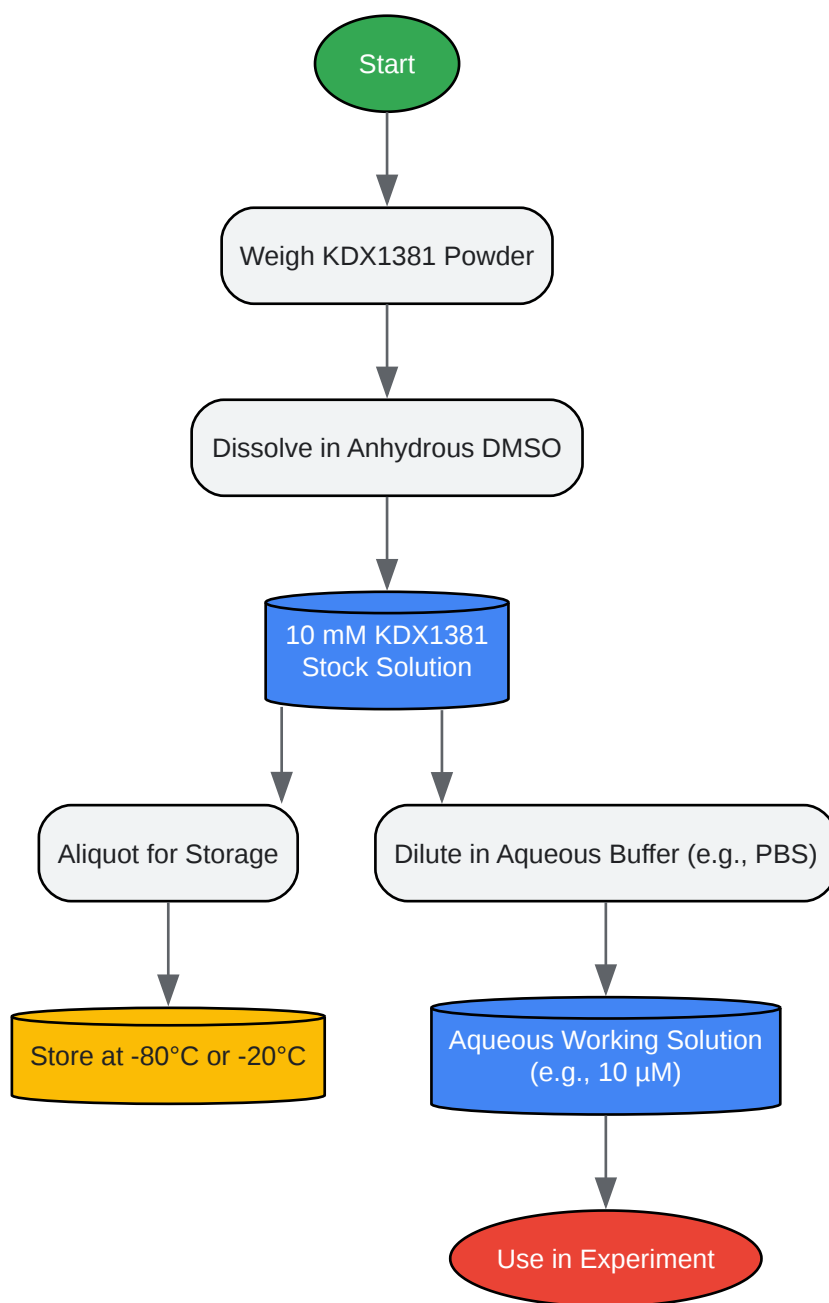 Start
Weigh KDX1381 Powder
Dissolve in Anhydrous DMSO
10 mM KDX1381
Stock Solution
Aliquot for Storage
Dilute in Aqueous Buffer (e.g., PBS)
Store at -80°C or -20°C
Aqueous Working Solution
(e.g., 10 µM)
Use in Experiment